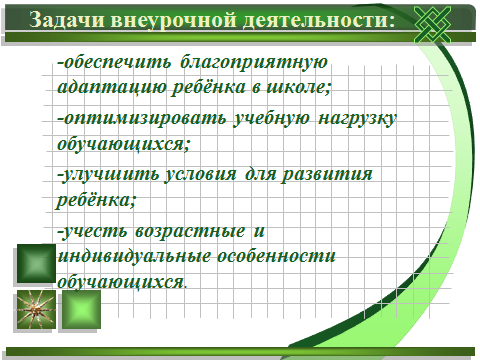 Задачи внеурочной деятельности:
-обеспечить благоприятную
адаптацию ребёнка в школе;
-оптимизировать учебную нагрузку
обучающихся;
-улучшить условия для развития
ребёнка;
-учесть возрастные и
индивидуальные особенности
обучающихся.